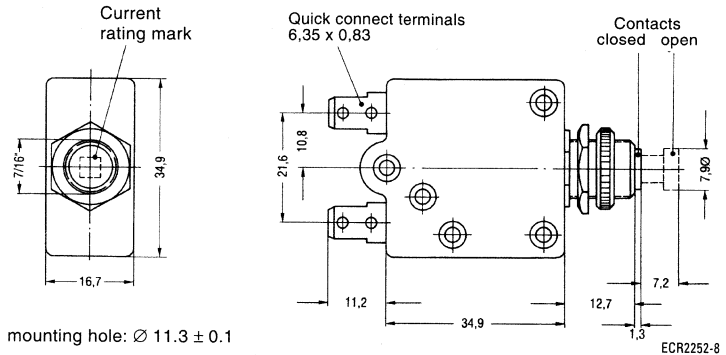 Current
rating mark
Quick connect terminals
6,35 x 0,83
Contacts
closed open
7/16"
34,9
16,7
21,6
10,8
7,9Ø
11,2
34,9
12,7
7,2
1,3
mounting hole: Ø 11.3 ± 0.1
ECR2252-8